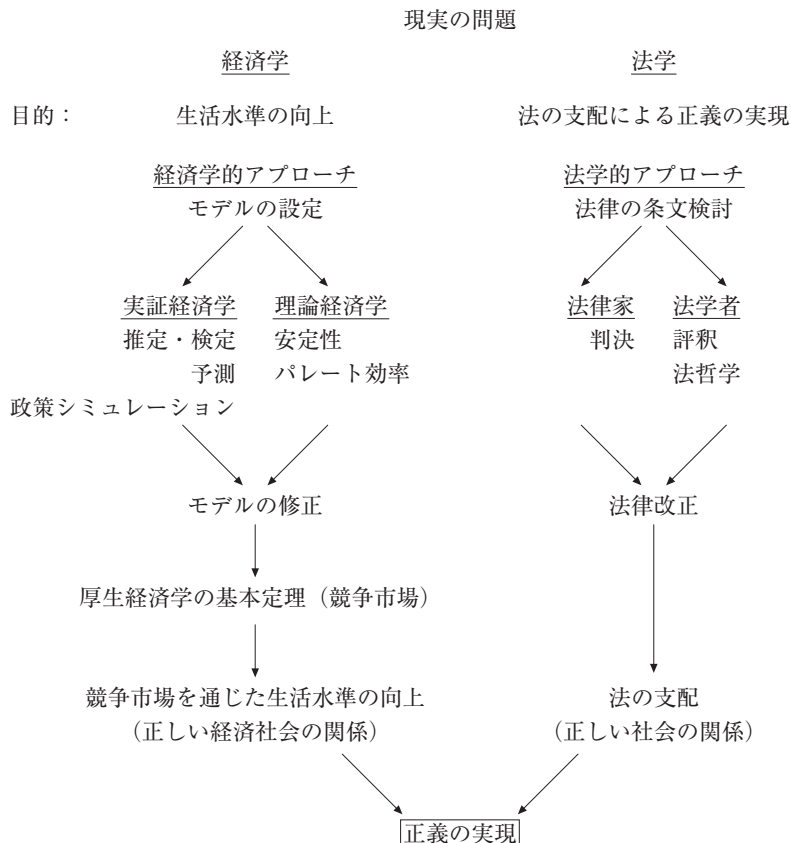 現実の問題
経済学 法学
目的： 生活水準の向上 法の支配による正義の実現
経済学的アプローチ 法学的アプローチ
モデルの設定 法律の条文検討
実証経済学 理論経済学 法律家 法学者
推定・検定 安定性 判決 評釈
予測 パレート効率 法哲学
政策シミュレーション
モデルの修正 法律改正
厚生経済学の基本定理（競争市場）
競争市場を通じた生活水準の向上 法の支配
（正しい経済社会の関係） （正しい社会の関係）
正義の実現